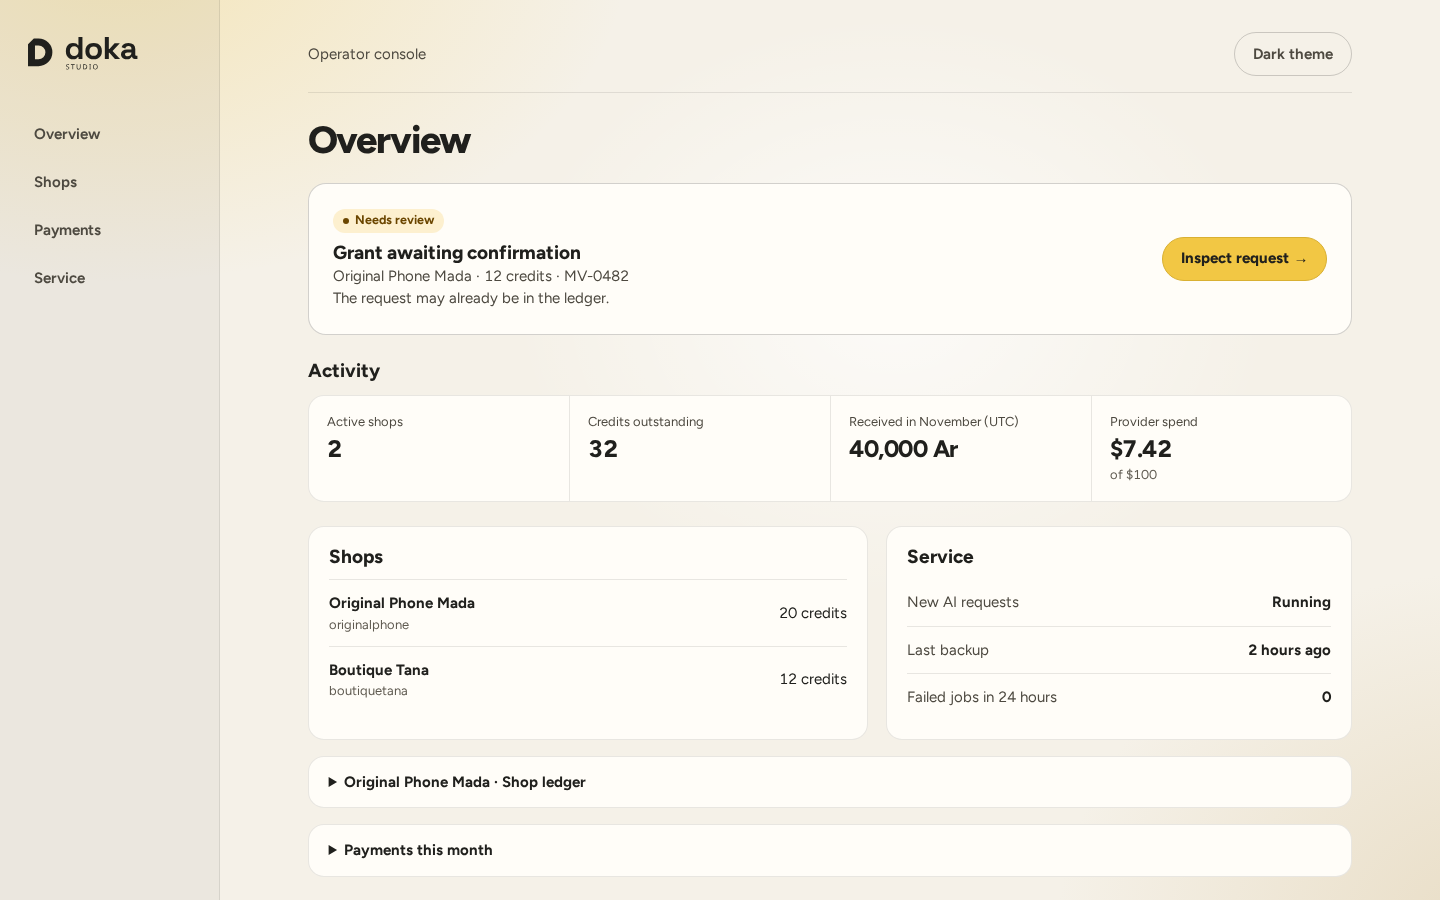 doka
STUDIO
Overview
Shops
Payments
Service
Operator console
Dark theme
Overview
Needs review
Grant awaiting confirmation
Original Phone Mada · 12 credits · MV-0482
The request may already be in the ledger.
Inspect request →
Activity
Active shops
2
Credits outstanding
32
Received in November (UTC)
40,000 Ar
Provider spend
$7.42
of $100
Shops
Original Phone Mada
originalphone
20 credits
Boutique Tana
boutiquetana
12 credits
Service
New AI requests
Running
Last backup
2 hours ago
Failed jobs in 24 hours
0
Original Phone Mada · Shop ledger
Payments this month